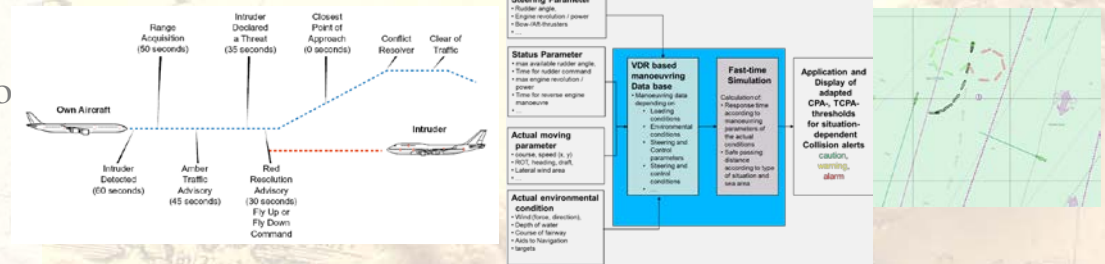 Range
Acquisition
(50 seconds)
Intruder
Declared
a Threat
(35 seconds)
Closest
Point of
Approach
(0 seconds)
Conflict
Resolver
Clear of
Traffic
Own Aircraft
Intruder
Intruder
Detected
(60 seconds)
Amber
Traffic
Advisory
(45 seconds)
Red
Resolution
Advisory
(30 seconds)
Fly Up or
Fly Down
Command
Steering Parameter
• Rudder angle,
• Engine revolution / power
• Bow-/Aft-thrusters
• ...
Status Parameter
• max available rudder angle,
• Time for rudder command
• max engine revolution /
power
• Time for reverse engine
manoeuvre
• ...
Actual moving
parameter
• course, speed (x, y)
• ROT, heading, draft,
• Lateral wind area
• ...
Actual environmental
condition
• Wind (force, direction),
• Depth of water
• Course of fairway
• Aids to Navigation
• targets
VDR based
manoeuvring
Data base
• Manoeuvring data
depending on
• Loading
conditions
• Environmental
conditions
• Steering and
Control
parameters
• Steering and
control
conditions
• ...
Fast-time
Simulation
Calculation of:
• Response time
according to
manoeuvring
parameters of
the actual
conditions
• Safe passing
distance
according to type
of situation and
sea area
Application and
Display of
adapted
CPA-, TCPA-
thresholds
for situation-
dependent
Collision alerts
caution,
warning,
alarm